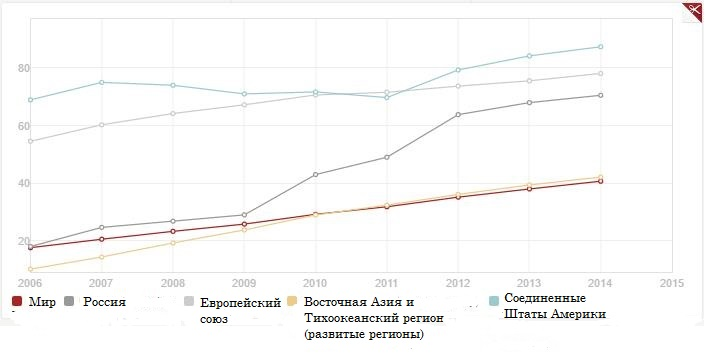 80
60
40
20
2006 2007 2008 2009 2010 2011 2012 2013 2014 2015
Мир
Россия
Европейский
союз
Восточная Азия и
Тихоокеанский регион
(развитые регионы)
Соединенные
Штаты Америки